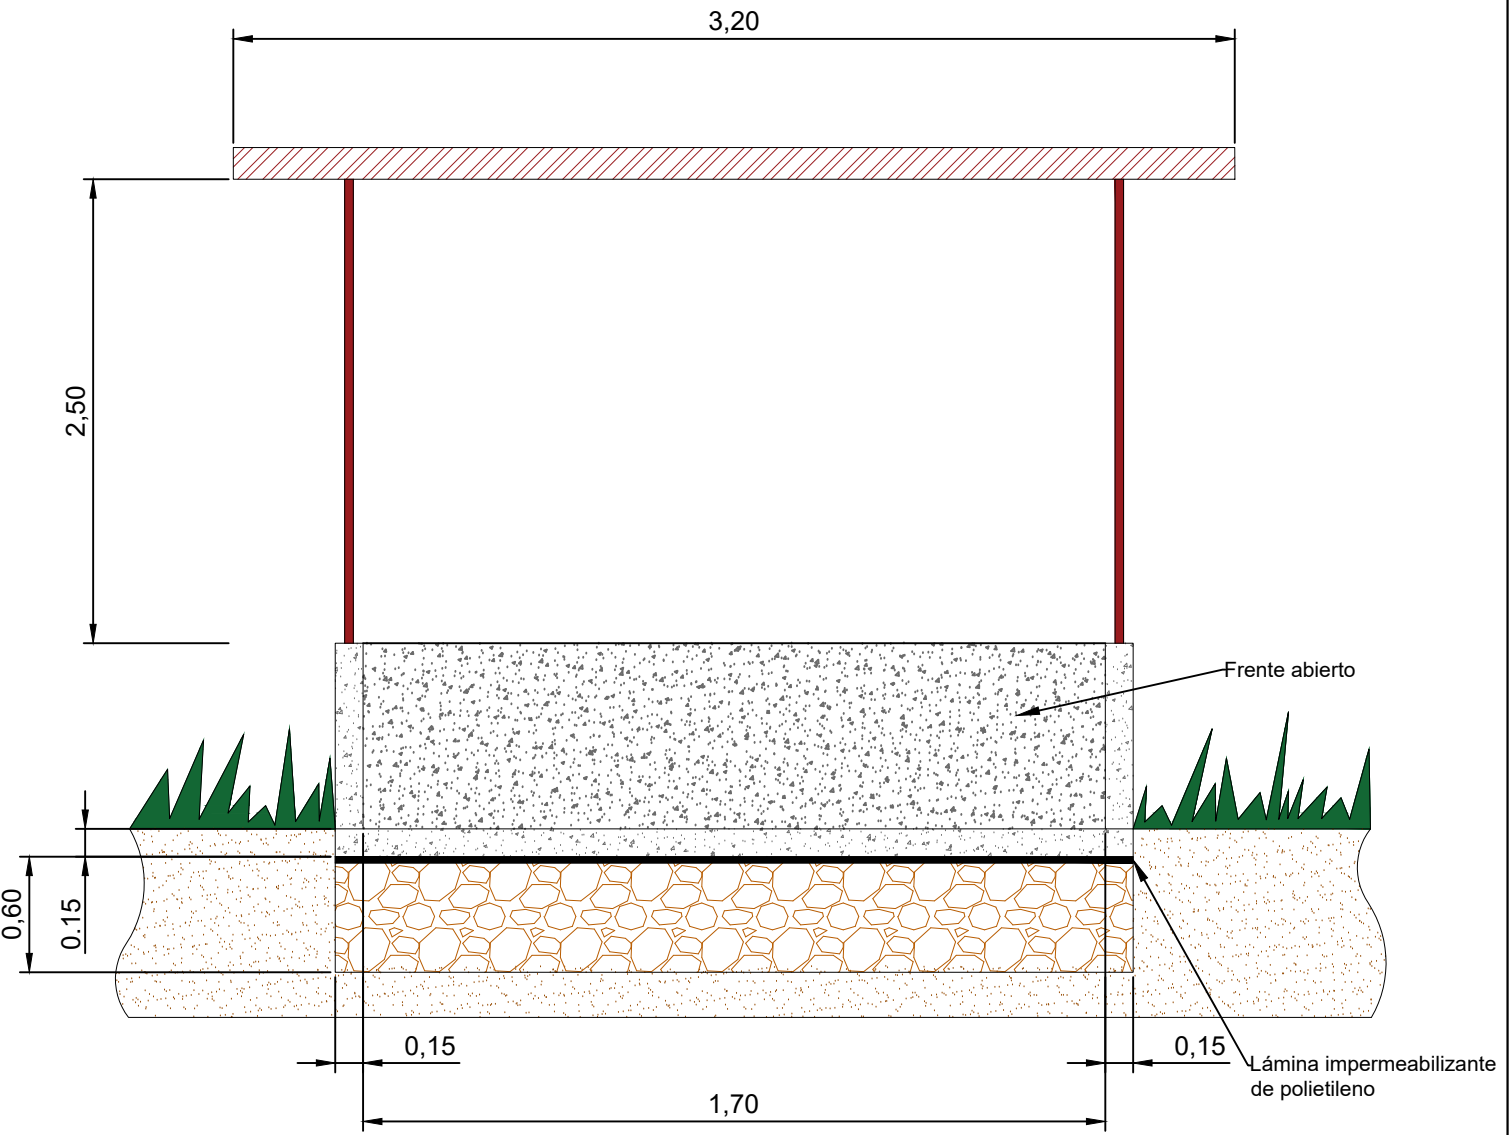 3,20
2,50
Frente abierto
0,60
0.15
0,15
0,15
Lámina impermeabilizante
de polietileno
1,70